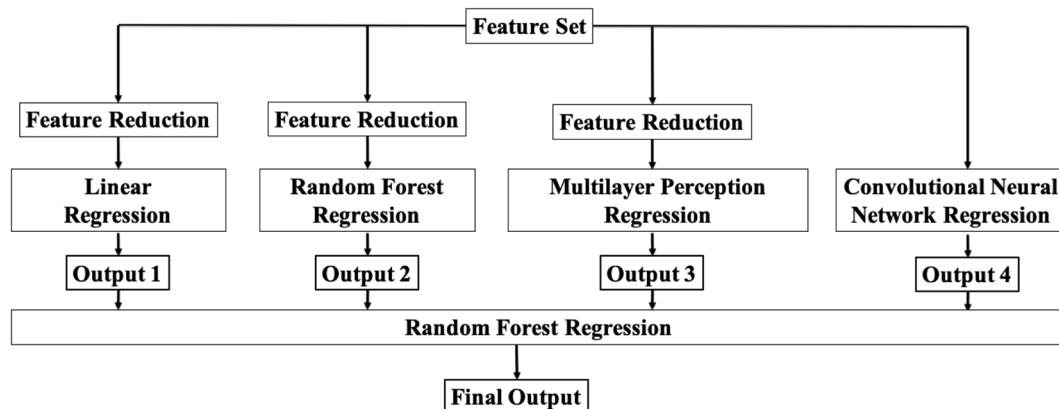 Feature Set
Feature Reduction
Feature Reduction
Feature Reduction
Linear
Regression
Random Forest
Regression
Multilayer Perception
Regression
Convolutional Neural
Network Regression
Output 1
Output 2
Output 3
Output 4
Random Forest Regression
Final Output